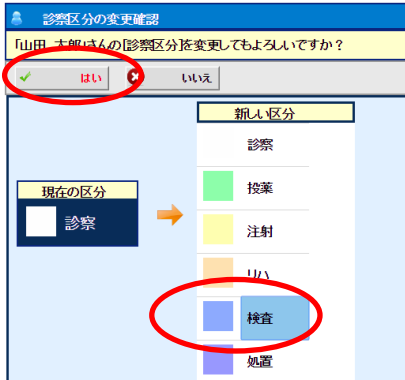 診察区分の変更確認
「山田 太郎」さんの[診察区分]を変更してもよろしいですか？
はい
いいえ
新しい区分
診察
投薬
現在の区分
診察
注射
リハ
検査
処置